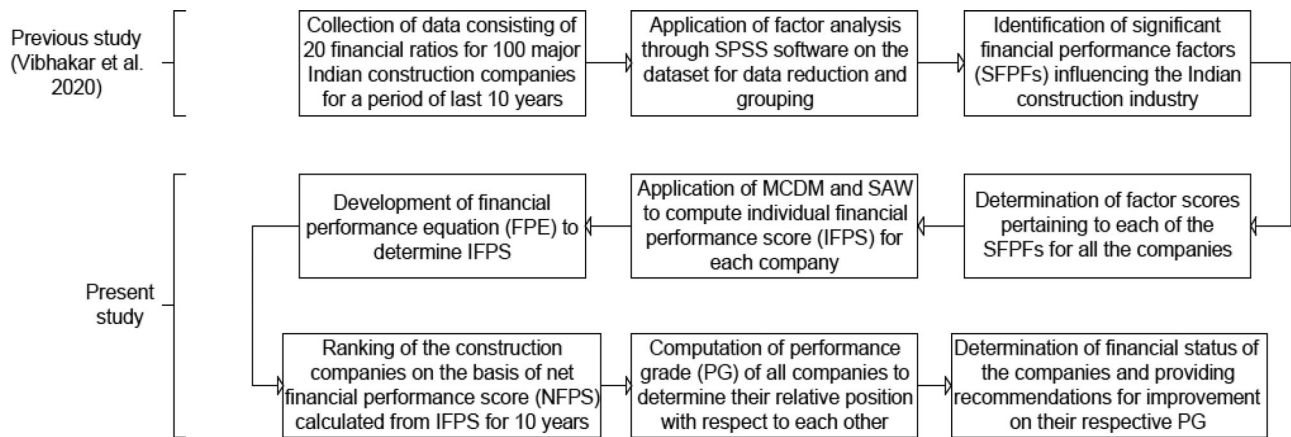 Previous study
(Vibhakar et al.
2020)
Collection of data consisting of
20 financial ratios for 100 major
Indian construction companies
for a period of last 10 years
Application of factor analysis
through SPSS software on the
dataset for data reduction and
grouping
Identification of significant
financial performance factors
(SFPFs) influencing the Indian
construction industry
Present
study
Development of financial
performance equation (FPE) to
determine IFPS
Application of MCDM and SAW
to compute individual financial
performance score (IFPS) for
each company
Determination of factor scores
pertaining to each of the
SFPFs for all the companies
Ranking of the construction
companies on the basis of net
financial performance score (NFPS)
calculated from IFPS for 10 years
Computation of performance
grade (PG) of all companies to
determine their relative position
with respect to each other
Determination of financial status of
the companies and providing
recommendations for improvement
on their respective PG